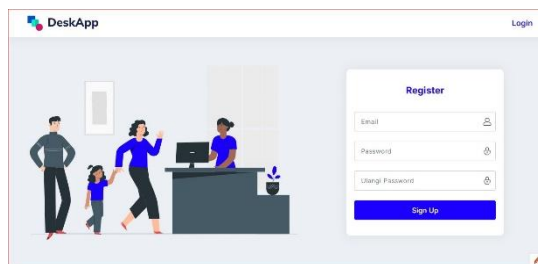 DeskApp
Login
Register
Email
Password
Ulangi Password
Sign Up